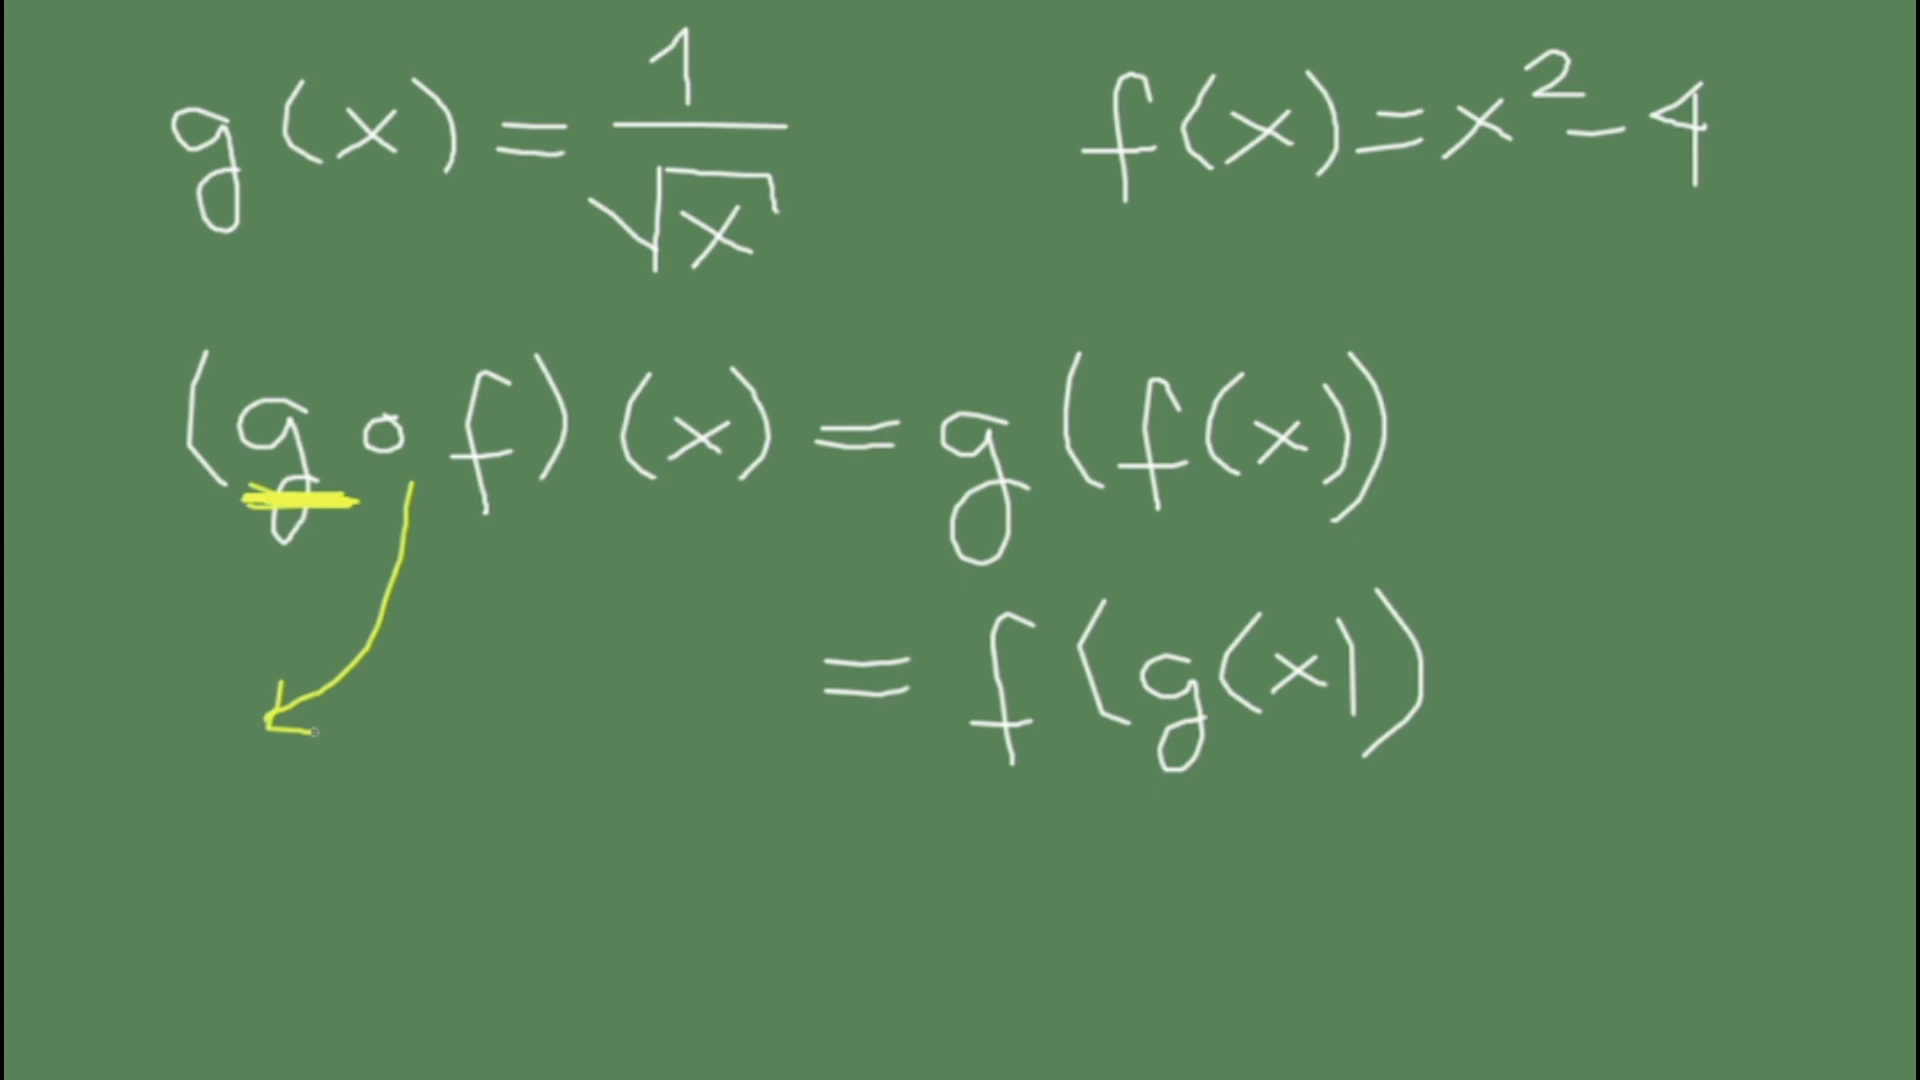 g(x) = 1/√x f(x) = x² - 4
(g ∘ f)(x) = g(f(x))
= f(g(x))